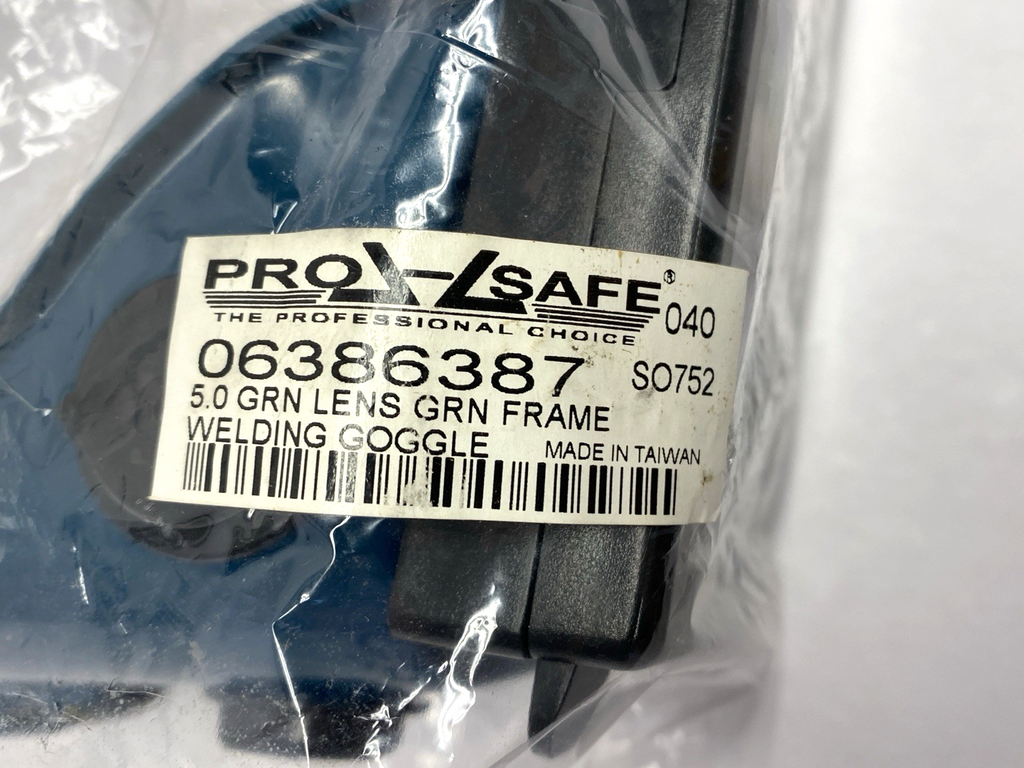 PRO SAFE®
THE PROFESSIONAL CHOICE
040
06386387 SO752
5.0 GRN LENS GRN FRAME
WELDING GOGGLE MADE IN TAIWAN